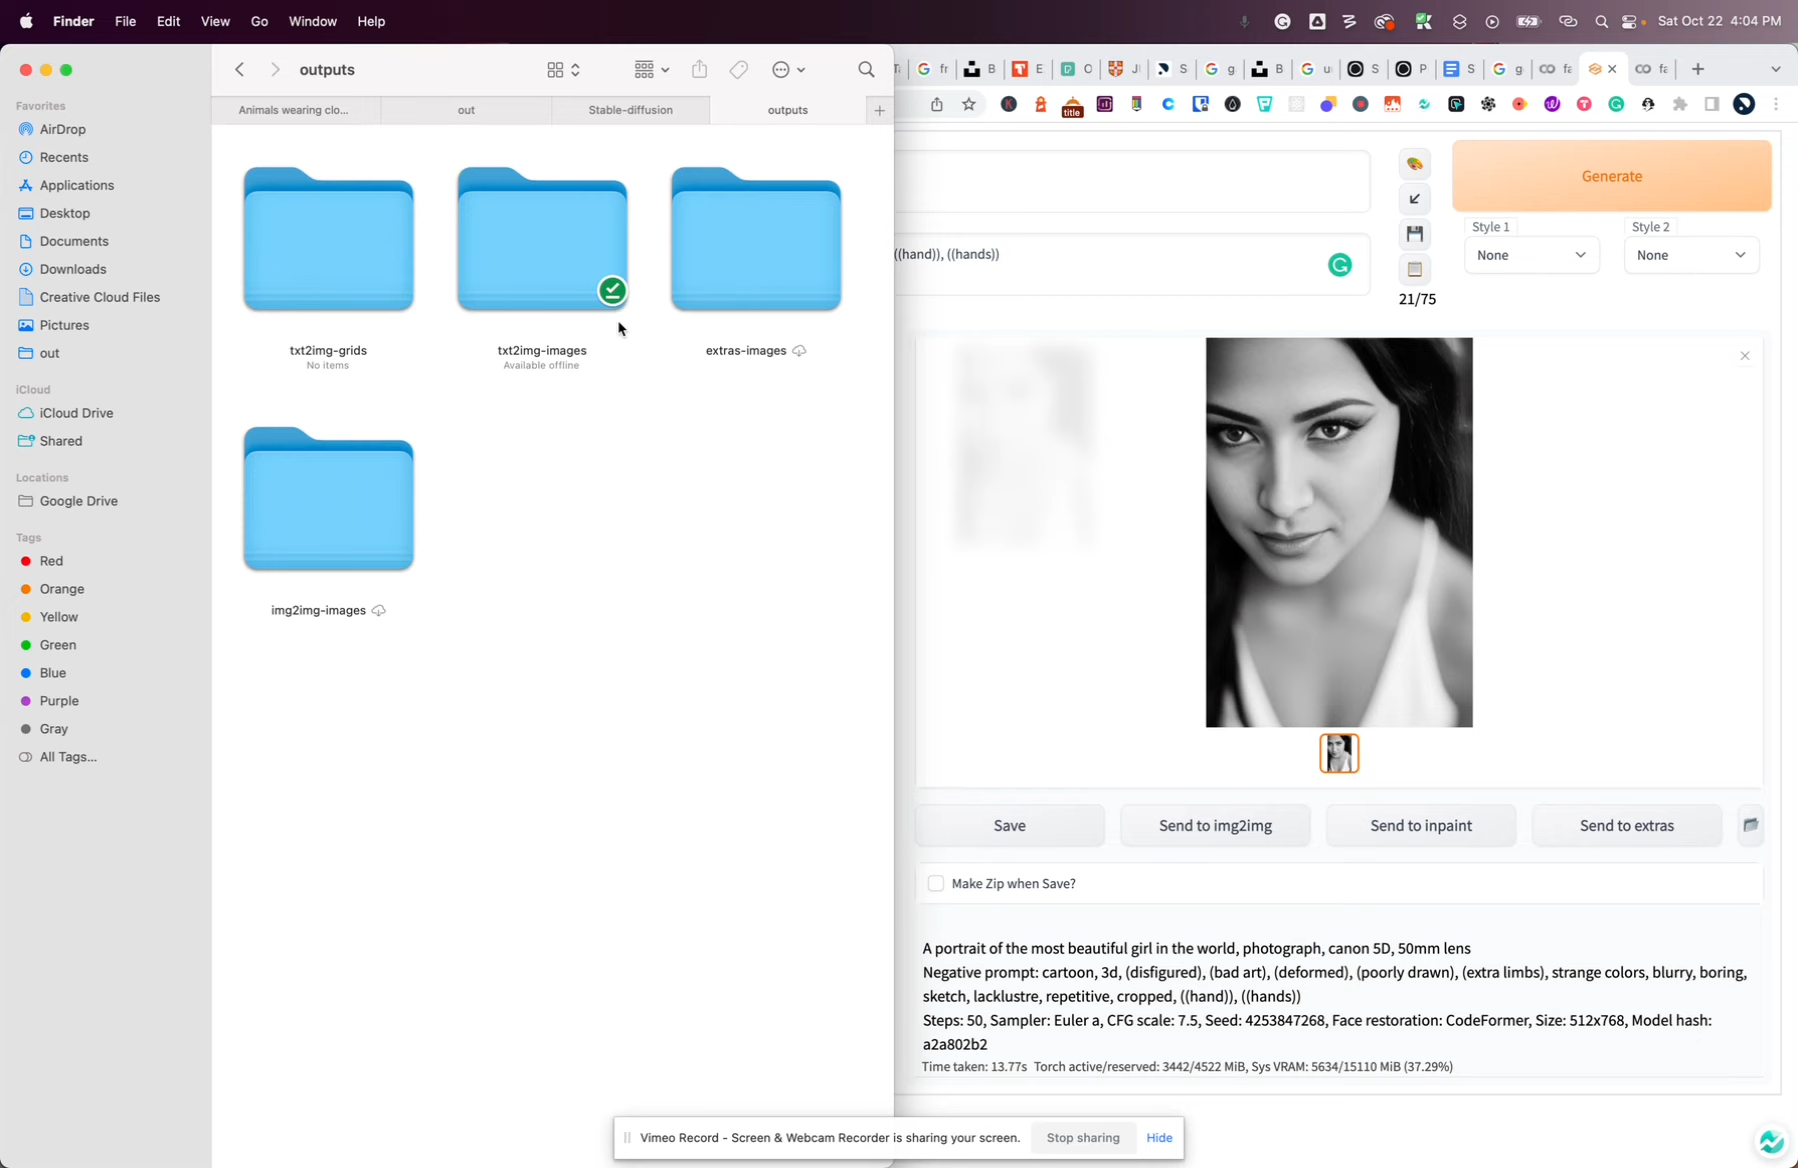 Finder File Edit View Go Window Help
Sat Oct 22 4:04 PM
outputs
Animals wearing clo...
out
Stable-diffusion
outputs
Favorites
AirDrop
Recents
Applications
Desktop
Documents
Downloads
Creative Cloud Files
Pictures
out
iCloud
iCloud Drive
Shared
Locations
Google Drive
Tags
Red
Orange
Yellow
Green
Blue
Purple
Gray
All Tags...
txt2img-grids
No items
txt2img-images
Available offline
extras-images
img2img-images
title
Generate
Style 1
None
Style 2
None
((hand)), ((hands))
21/75
Save
Send to img2img
Send to inpaint
Send to extras
Make Zip when Save?
A portrait of the most beautiful girl in the world, photograph, canon 5D, 50mm lens
Negative prompt: cartoon, 3d, (disfigured), (bad art), (deformed), (poorly drawn), (extra limbs), strange colors, blurry, boring,
sketch, lacklustre, repetitive, cropped, ((hand)), ((hands))
Steps: 50, Sampler: Euler a, CFG scale: 7.5, Seed: 4253847268, Face restoration: CodeFormer, Size: 512x768, Model hash:
a2a802b2
Time taken: 13.77s Torch active/reserved: 3442/4522 MiB, Sys VRAM: 5634/15110 MiB (37.29%)
Vimeo Record - Screen & Webcam Recorder is sharing your screen.
Stop sharing
Hide